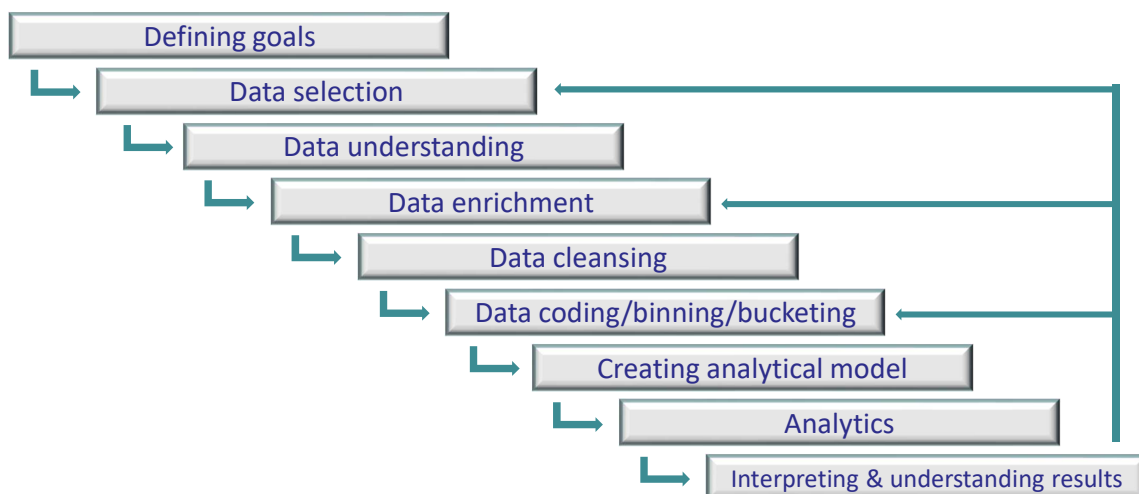 Defining goals
Data selection
Data understanding
Data enrichment
Data cleansing
Data coding/binning/bucketing
Creating analytical model
Analytics
Interpreting & understanding results